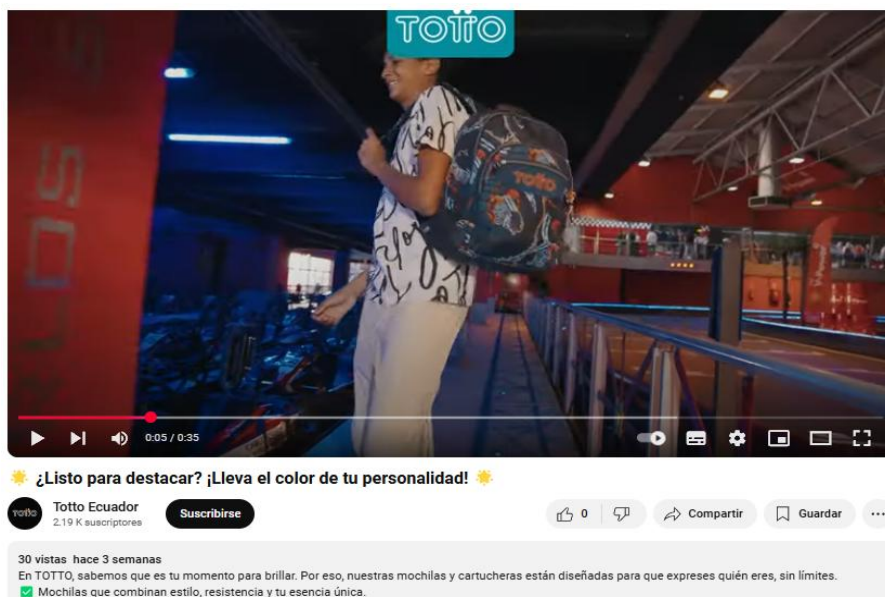 TOTTO
TOTTO
0:05 / 0:35
🌟 ¿Listo para destacar? ¡Lleva el color de tu personalidad! 🌟
TOTTO
Totto Ecuador
2.19 K suscriptores
Suscribirse
0
Compartir
Guardar
30 vistas hace 3 semanas
En TOTTO, sabemos que es tu momento para brillar. Por eso, nuestras mochilas y cartucheras están diseñadas para que expreses quién eres, sin límites.
✅ Mochilas que combinan estilo, resistencia y tu esencia única.